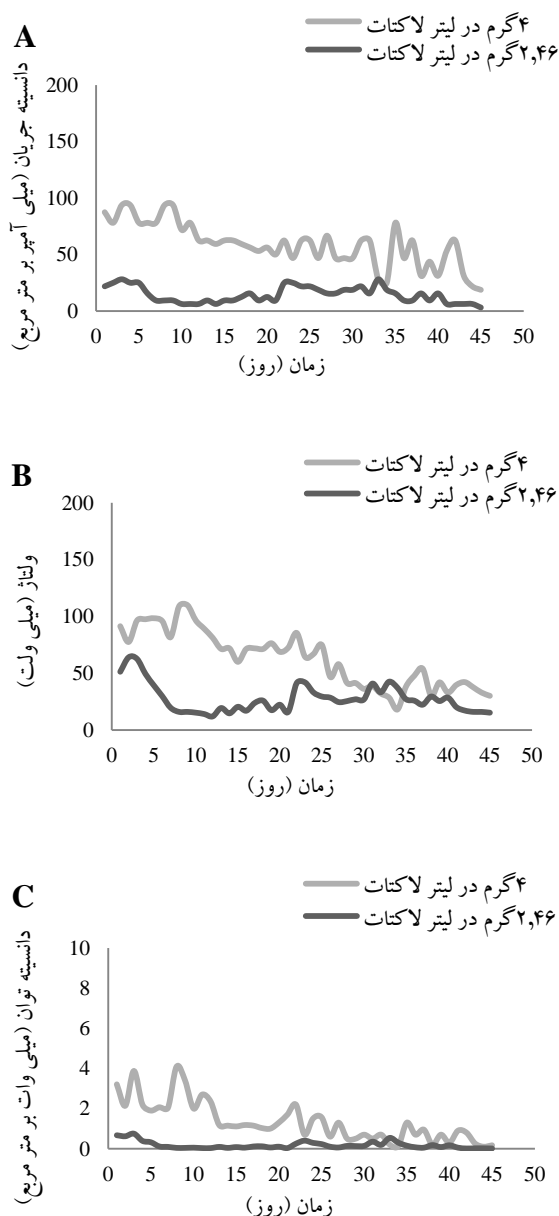 A
۴گرم در لیتر لاکتات
۲,۴۶گرم در لیتر لاکتات
دانسیته جریان (میلی آمپر بر متر مربع)
200
150
100
50
0
0 5 10 15 20 25 30 35 40 45 50
زمان (روز)
B
۴گرم در لیتر لاکتات
۲,۴۶گرم در لیتر لاکتات
ولتاژ (میلی ولت)
200
150
100
50
0
0 5 10 15 20 25 30 35 40 45 50
زمان (روز)
C
۴گرم در لیتر لاکتات
۲,۴۶گرم در لیتر لاکتات
دانسیته توان (میلی وات بر متر مربع)
10
8
6
4
2
0
0 5 10 15 20 25 30 35 40 45 50
زمان (روز)